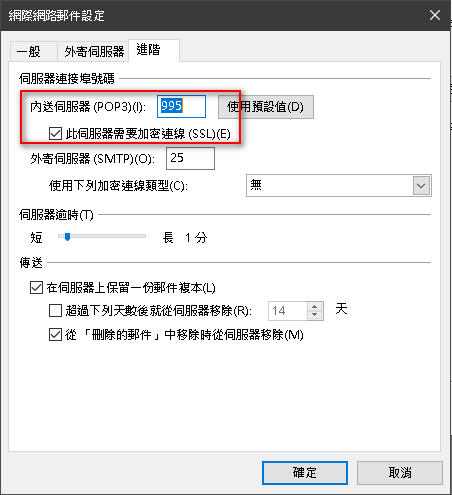 網際網路郵件設定
一般 外寄伺服器 進階
伺服器連接埠號碼
內送伺服器 (POP3)(I): 995 使用預設值(D)
此伺服器需要加密連線 (SSL)(E)
外寄伺服器 (SMTP)(O): 25
使用下列加密連線類型(C): 無
伺服器逾時(T)
短 長 1 分
傳送
在伺服器上保留一份郵件複本(L)
超過下列天數後就從伺服器移除(R): 14 天
從「刪除的郵件」中移除時從伺服器移除(M)
確定 取消